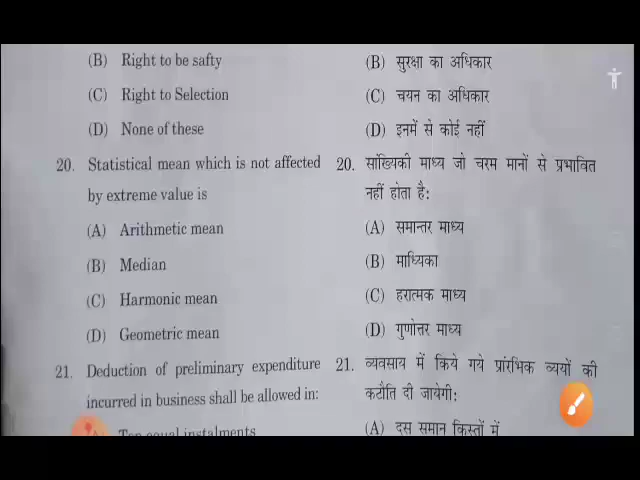 (B) Right to be safty
(C) Right to Selection
(D) None of these
20. Statistical mean which is not affected
by extreme value is
(A) Arithmetic mean
(B) Median
(C) Harmonic mean
(D) Geometric mean
21. Deduction of preliminary expenditure
incurred in business shall be allowed in:
Ten equal instalments
(B) सुरक्षा का अधिकार
(C) चयन का अधिकार
(D) इनमें से कोई नहीं
20. सांख्यिकी माध्य जो चरम मानों से प्रभावित
नहीं होता है:
(A) समान्तर माध्य
(B) माध्यिका
(C) हरात्मक माध्य
(D) गुणोत्तर माध्य
21. व्यवसाय में किये गये प्रारंभिक व्ययों की
कटौति दी जायेगी:
(A) दस समान किस्तों में